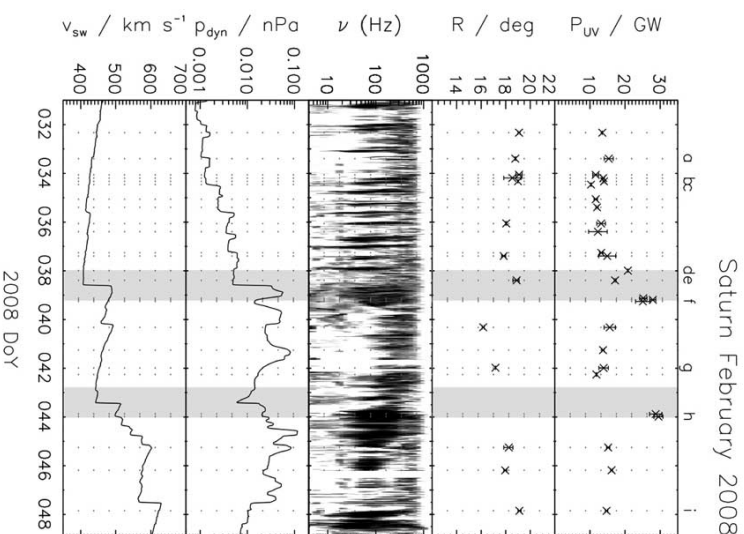 Saturn February 2008
a bc de f g h i
P_UV / GW
30
20
10
R / deg
22
20
18
16
14
ν (Hz)
1000
100
10
p_dyn / nPa
0.100
0.010
0.001
v_sw / km s⁻¹
700
600
500
400
032 034 036 038 040 042 044 046 048
2008 DoY